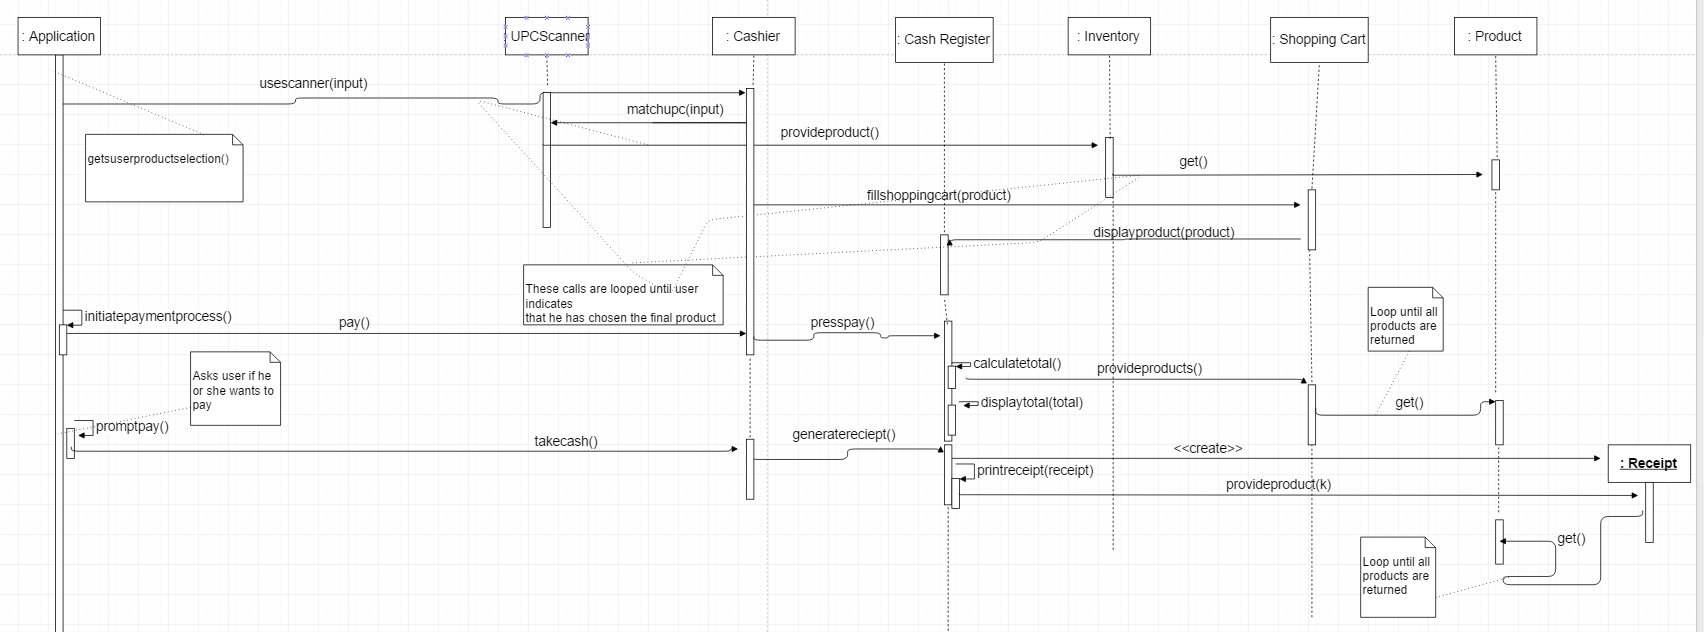 : Application
: UPCScanner
: Cashier
: Cash Register
: Inventory
: Shopping Cart
: Product
usescanner(input)
matchupc(input)
provideproduct()
getsuserproductselection()
get()
fillshoppingcart(product)
displayproduct(product)
These calls are looped until user
indicates
that he has chosen the final product
initiatepaymentprocess()
pay()
presspay()
Loop until all
products are
returned
calculatetotal()
provideproducts()
Asks user if he
or she wants to
pay
displaytotal(total)
get()
promptpay()
takecash()
generatereciept()
<<create>>
: Receipt
printreceipt(receipt)
provideproduct(k)
get()
Loop until all
products are
returned